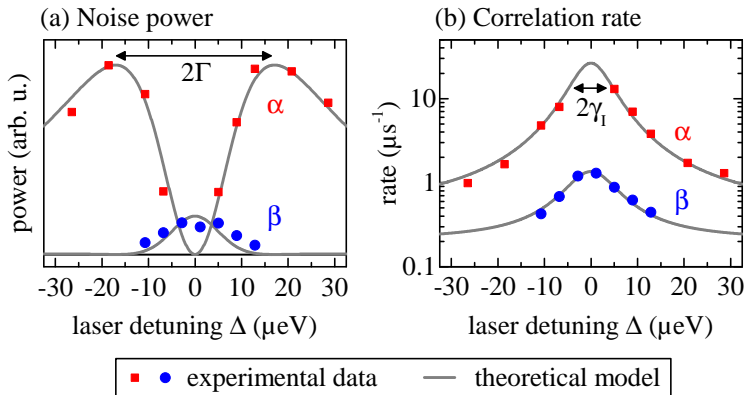 (a) Noise power
(b) Correlation rate
power (arb. u.)
2Γ
α
β
-30 -20 -10 0 10 20 30
laser detuning Δ (μeV)
rate (μs⁻¹)
10
1
0.1
2γI
α
β
-30 -20 -10 0 10 20 30
laser detuning Δ (μeV)
experimental data
theoretical model